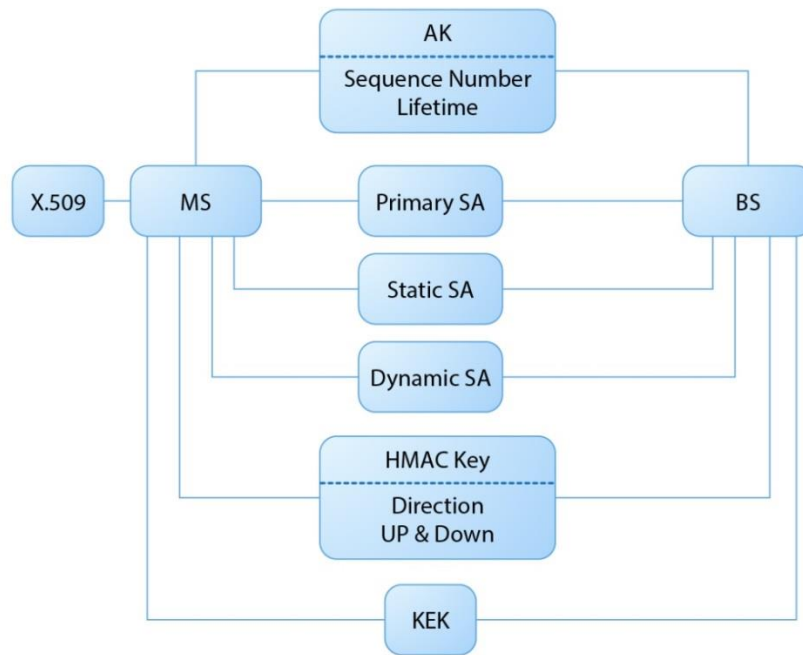 AK
Sequence Number
Lifetime
X.509
MS
Primary SA
BS
Static SA
Dynamic SA
HMAC Key
Direction
UP & Down
KEK